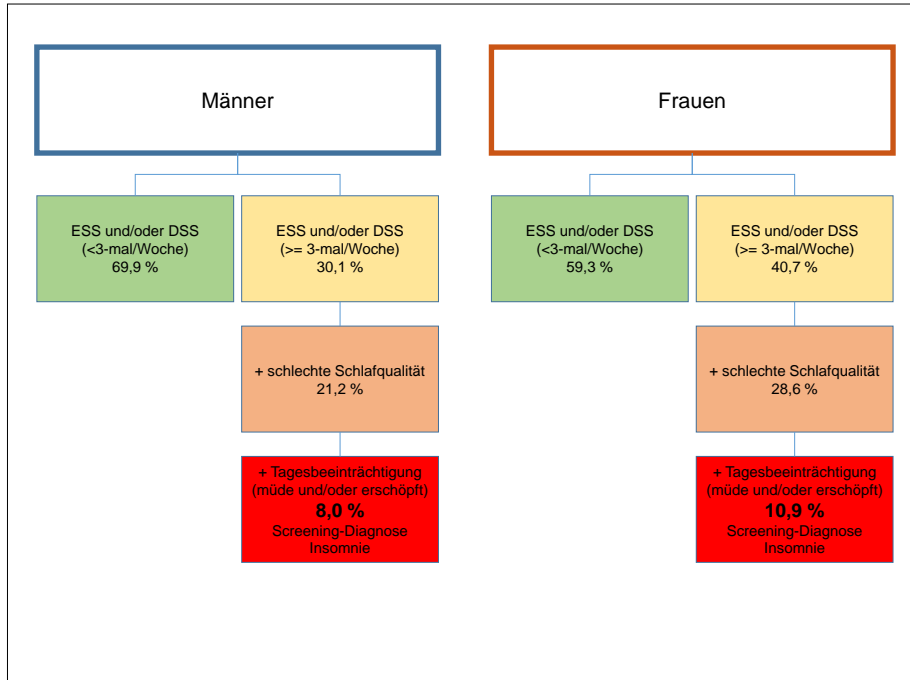 Männer
ESS und/oder DSS
(<3-mal/Woche)
69,9 %
ESS und/oder DSS
(>= 3-mal/Woche)
30,1 %
+ schlechte Schlafqualität
21,2 %
+ Tagesbeeinträchtigung
(müde und/oder erschöpft)
8,0 %
Screening-Diagnose
Insomnie
Frauen
ESS und/oder DSS
(<3-mal/Woche)
59,3 %
ESS und/oder DSS
(>= 3-mal/Woche)
40,7 %
+ schlechte Schlafqualität
28,6 %
+ Tagesbeeinträchtigung
(müde und/oder erschöpft)
10,9 %
Screening-Diagnose
Insomnie